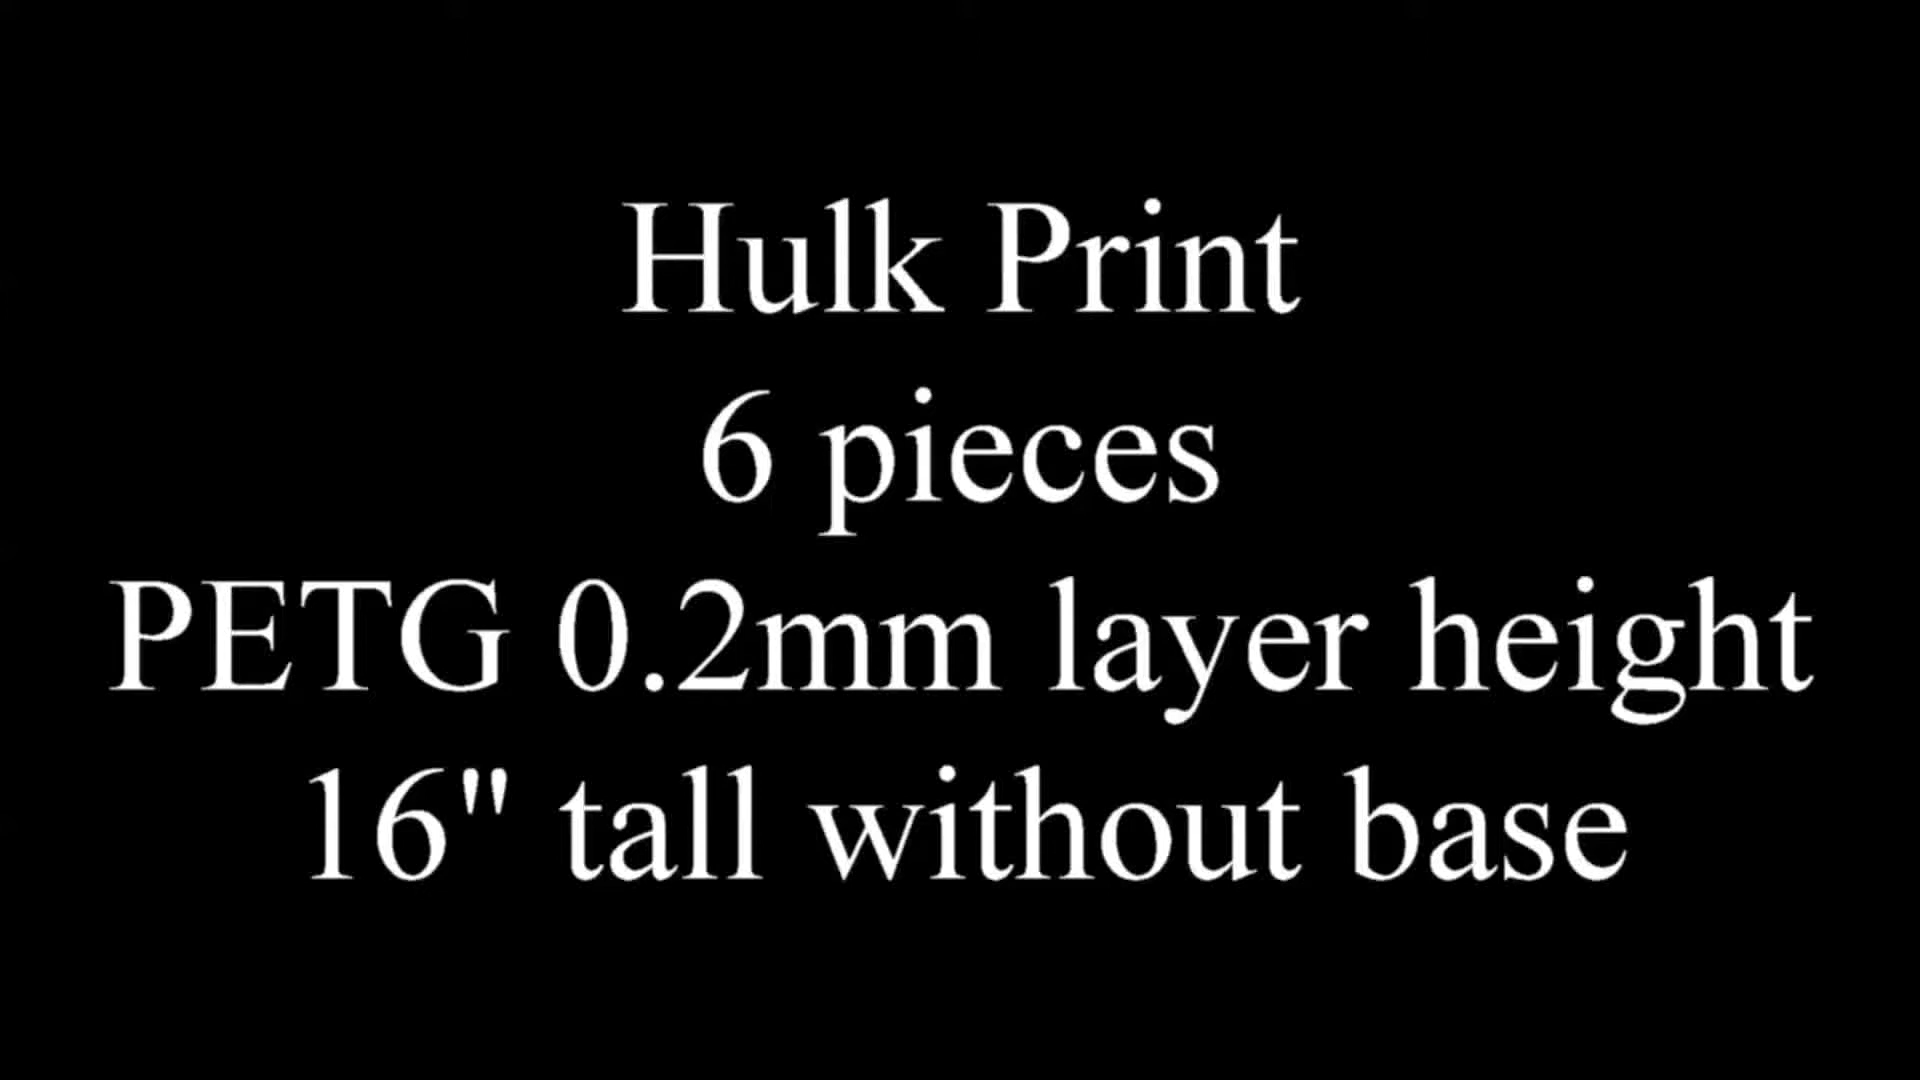 Hulk Print
6 pieces
PETG 0.2mm layer height
16" tall without base